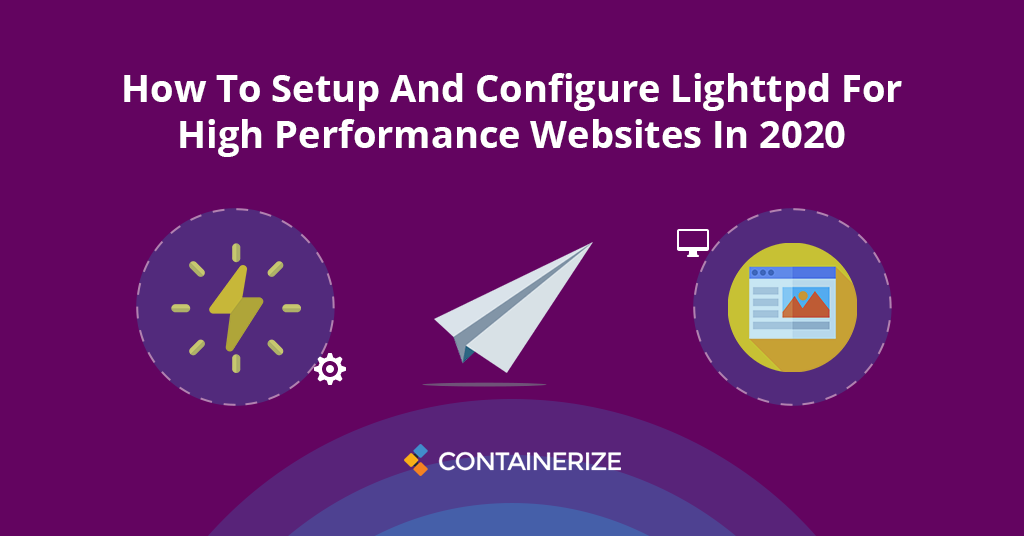 How To Setup And Configure Lighttpd For
High Performance Websites In 2020
CONTAINERIZE